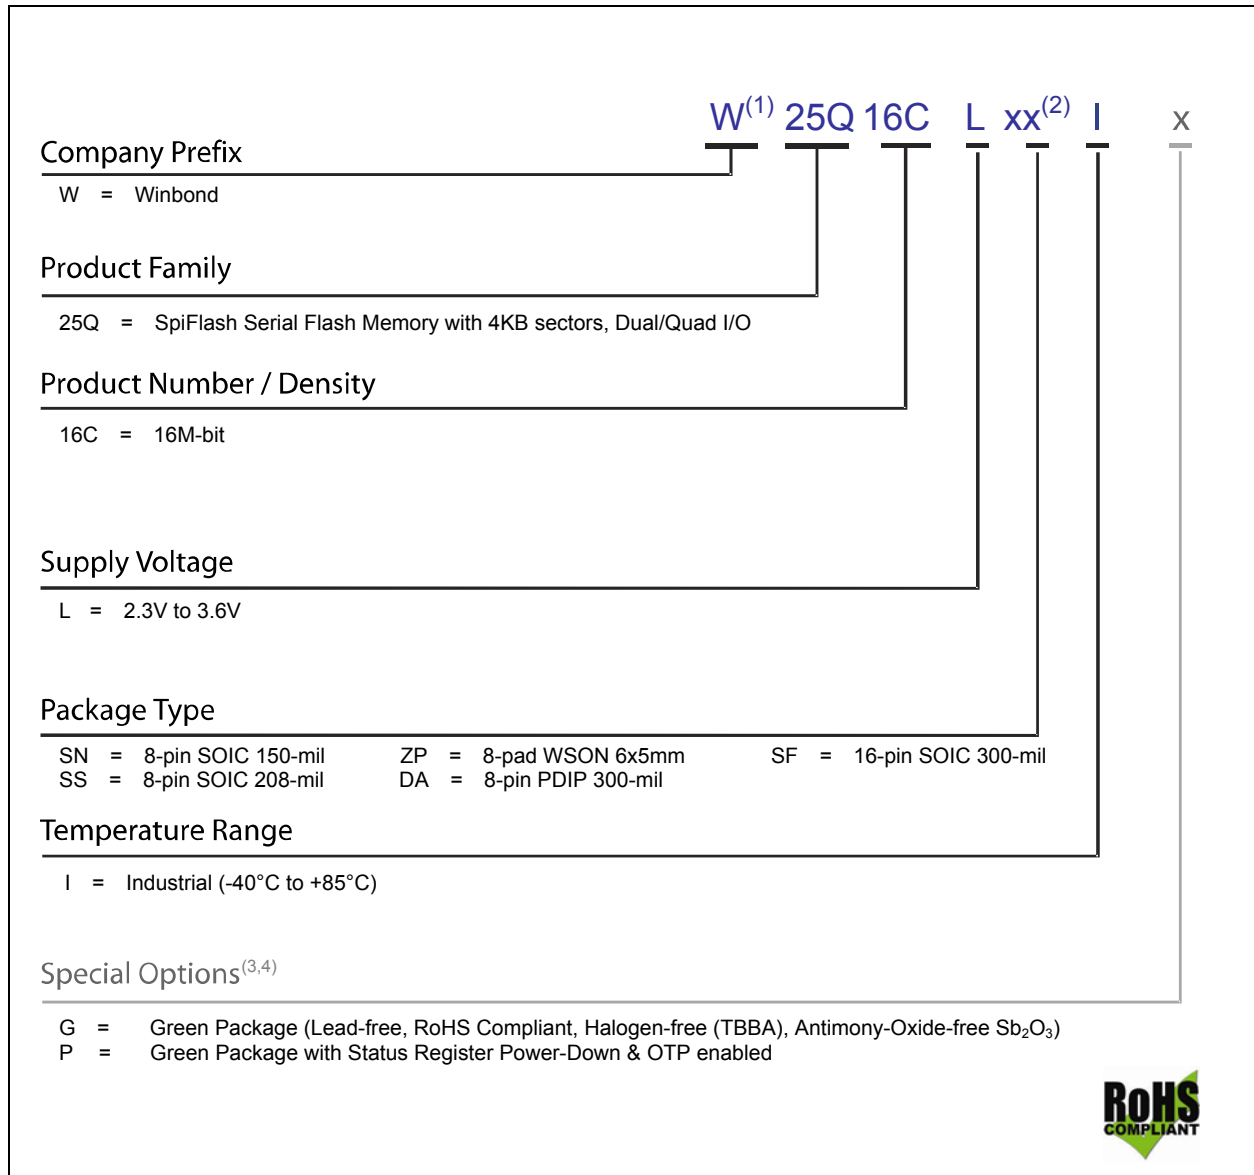 W(1) 25Q 16C L xx(2) I x
Company Prefix
W = Winbond
Product Family
25Q = SpiFlash Serial Flash Memory with 4KB sectors, Dual/Quad I/O
Product Number / Density
16C = 16M-bit
Supply Voltage
L = 2.3V to 3.6V
Package Type
SN = 8-pin SOIC 150-mil ZP = 8-pad WSON 6x5mm SF = 16-pin SOIC 300-mil
SS = 8-pin SOIC 208-mil DA = 8-pin PDIP 300-mil
Temperature Range
I = Industrial (-40°C to +85°C)
Special Options(3,4)
G = Green Package (Lead-free, RoHS Compliant, Halogen-free (TBBA), Antimony-Oxide-free Sb₂O₃)
P = Green Package with Status Register Power-Down & OTP enabled
RoHS
COMPLIANT